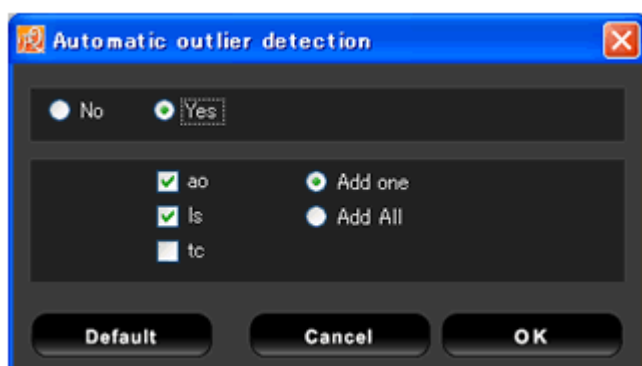 Automatic outlier detection
No Yes
ao Add one
ls Add All
tc
Default Cancel OK